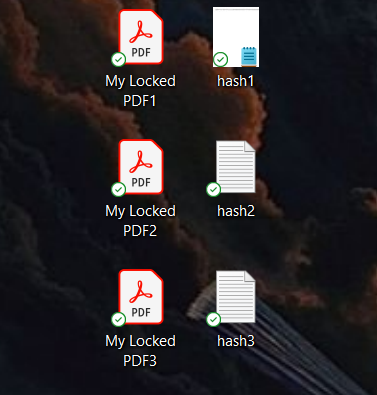 PDF
My Locked
PDF1
hash1
PDF
My Locked
PDF2
hash2
PDF
My Locked
PDF3
hash3